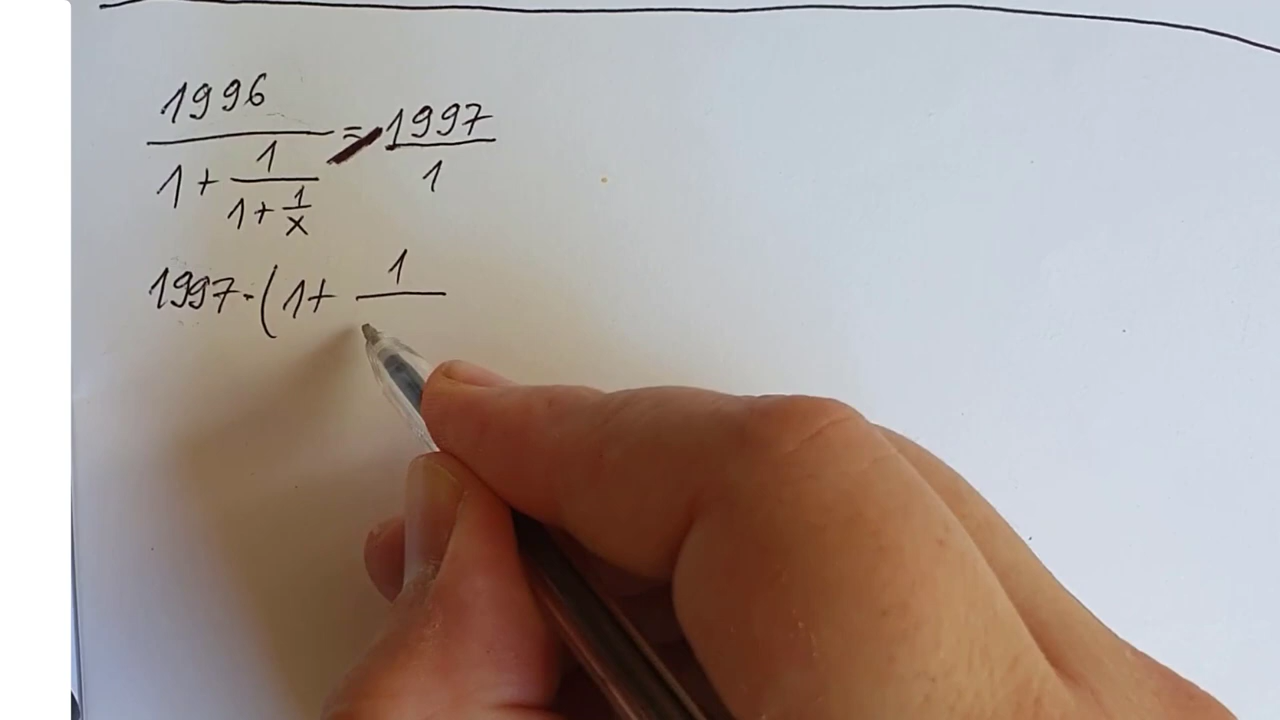 1996 / (1 + 1 / (1 + 1/x)) = 1997 / 1
1997 · (1 + 1 /